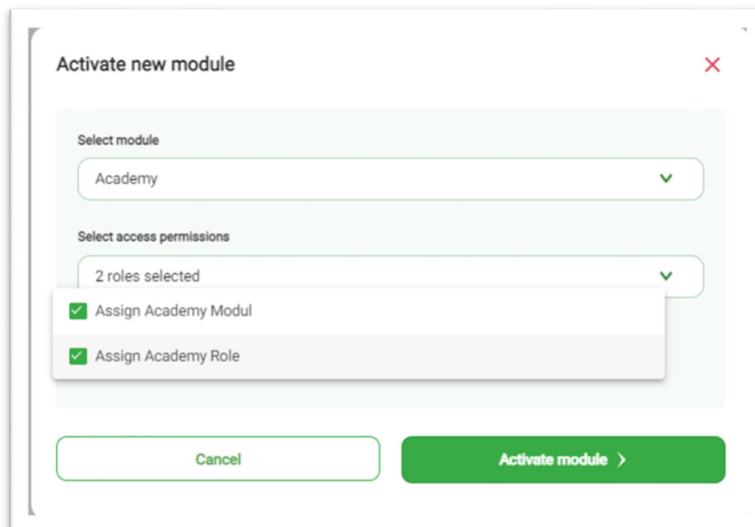 Activate new module
Select module
Academy
Select access permissions
2 roles selected
Assign Academy Modul
Assign Academy Role
Cancel
Activate module